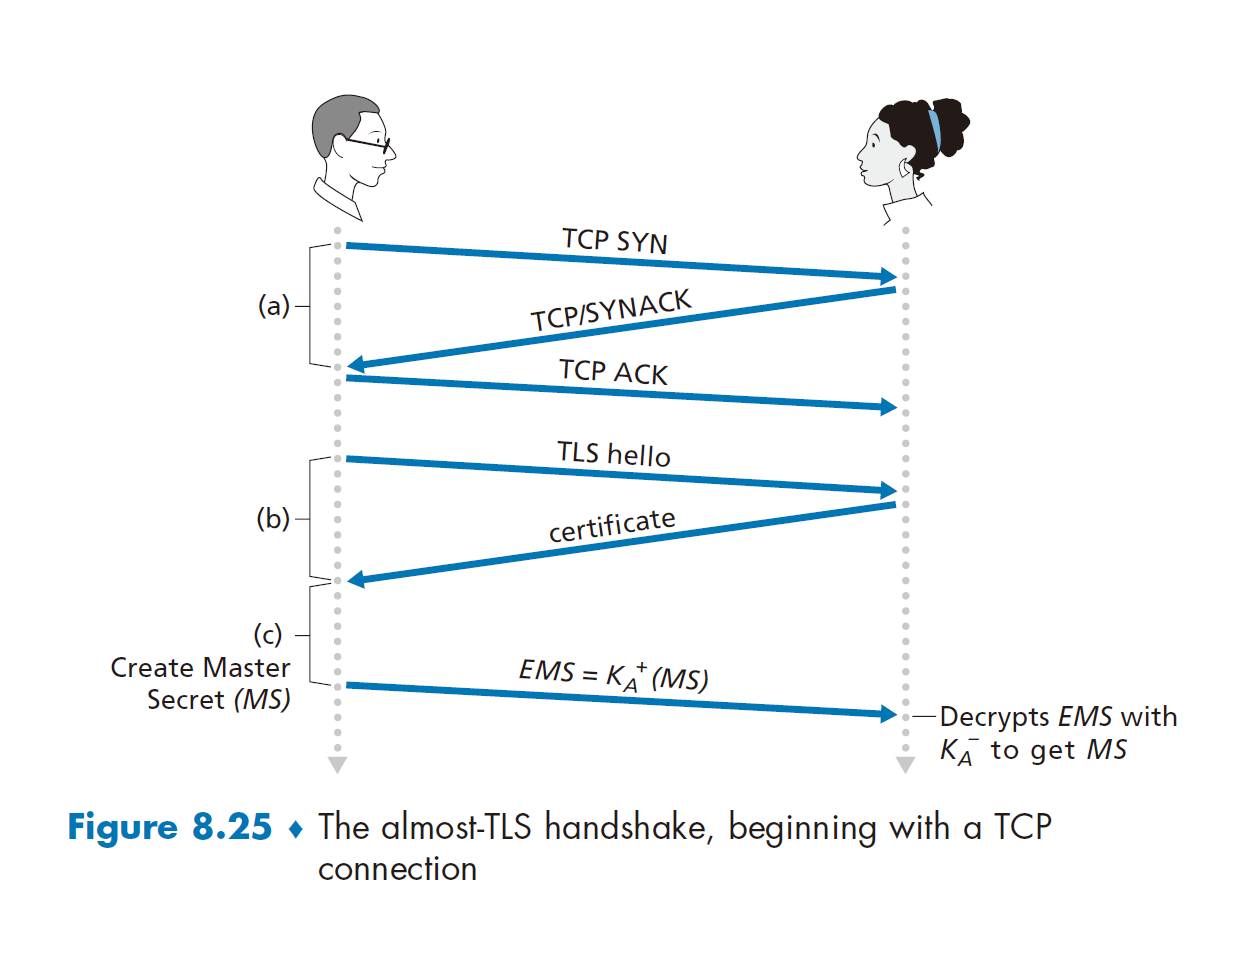 TCP SYN
(a)
TCP/SYNACK
TCP ACK
TLS hello
(b)
certificate
(c)
Create Master
Secret (MS)
EMS = K_A^+ (MS)
Decrypts EMS with
K_A^− to get MS
Figure 8.25 ♦ The almost-TLS handshake, beginning with a TCP
connection